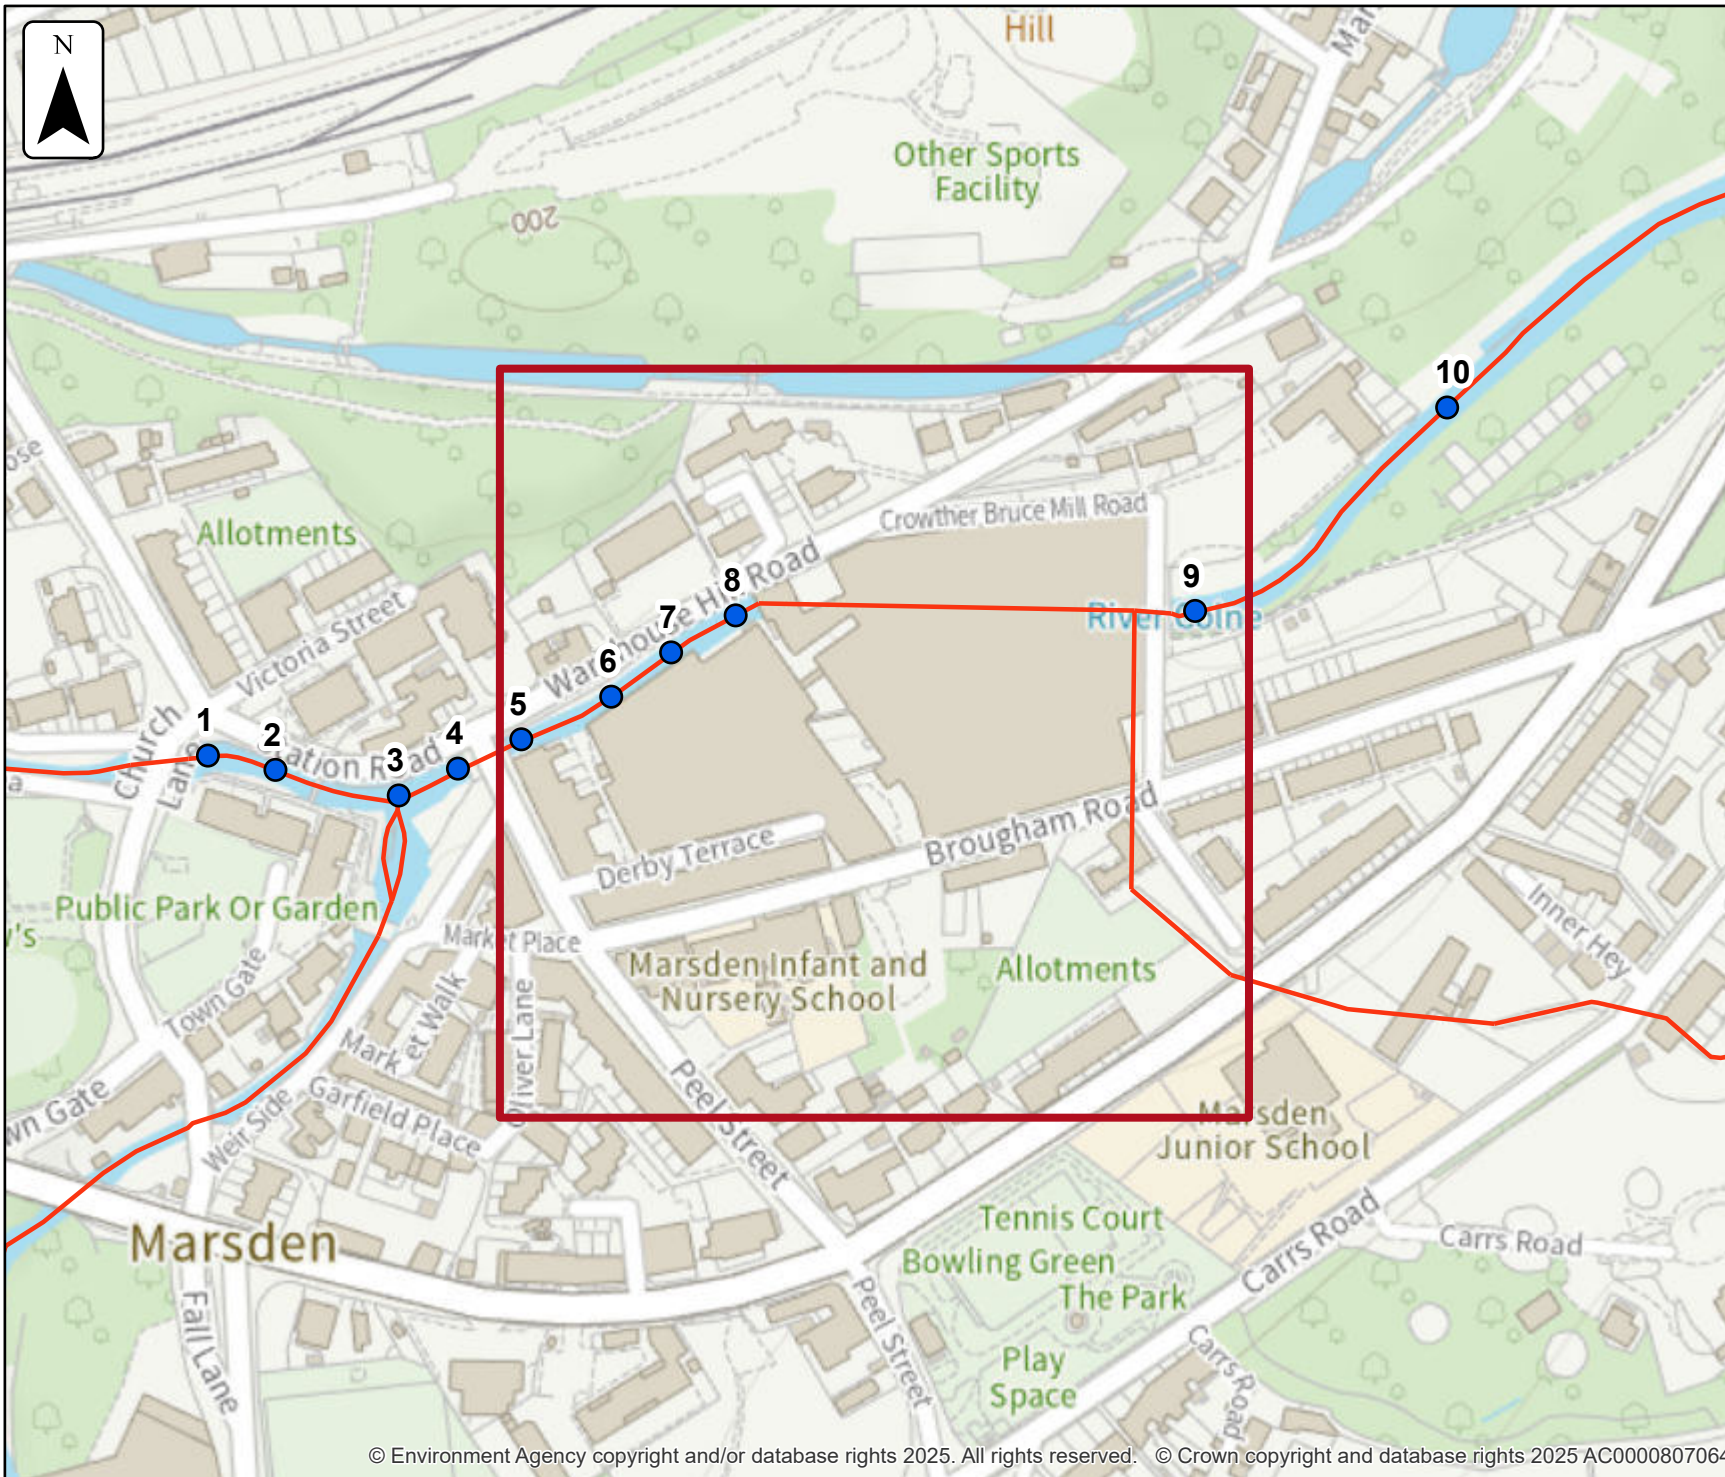 N
Hill
Mar
Other Sports
Facility
200
10
ose
Allotments
Crowther Bruce Mill Road
Warehouse Hill Road
8
9
River Colne
7
6
5
Victoria Street
Church
Lane
1
2
3
4
Station Road
a
Derby Terrace
Brougham Road
Public Park Or Garden
's
Market Place
Inner Hey
Marsden Infant and
Nursery School
Allotments
Town Gate
Market Walk
Oliver Lane
wn Gate
Weir Side
Garfield Place
Peel Street
Marsden
Junior School
Marsden
Tennis Court
Bowling Green
The Park
Carrs Road
Carrs Road
Fall Lane
Peel Street
Play
Space
Carrs Road
© Environment Agency copyright and/or database rights 2025. All rights reserved. © Crown copyright and database rights 2025 AC0000807064